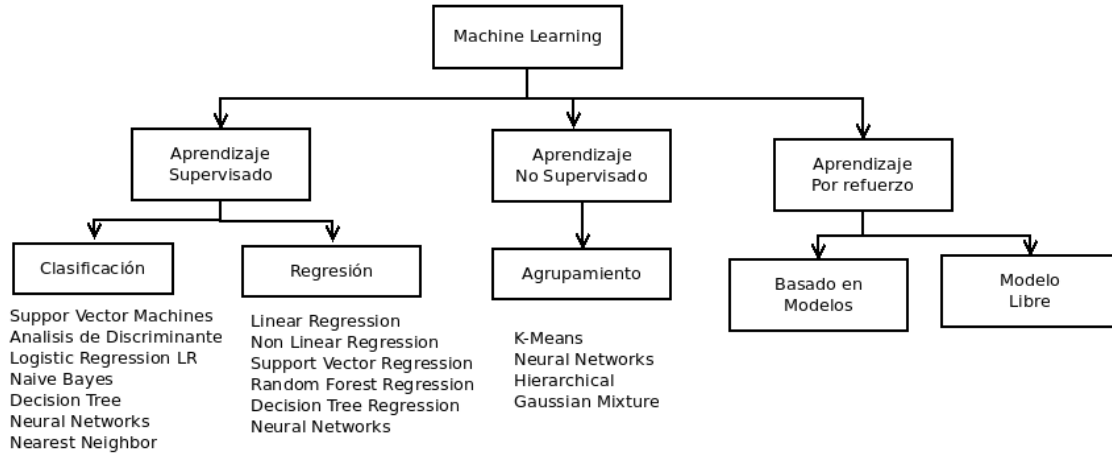 Machine Learning
Aprendizaje
Supervisado
Aprendizaje
No Supervisado
Aprendizaje
Por refuerzo
Clasificación
Regresión
Agrupamiento
Basado en
Modelos
Modelo
Libre
Suppor Vector Machines
Analisis de Discriminante
Logistic Regression LR
Naive Bayes
Decision Tree
Neural Networks
Nearest Neighbor
Linear Regression
Non Linear Regression
Support Vector Regression
Random Forest Regression
Decision Tree Regression
Neural Networks
K-Means
Neural Networks
Hierarchical
Gaussian Mixture